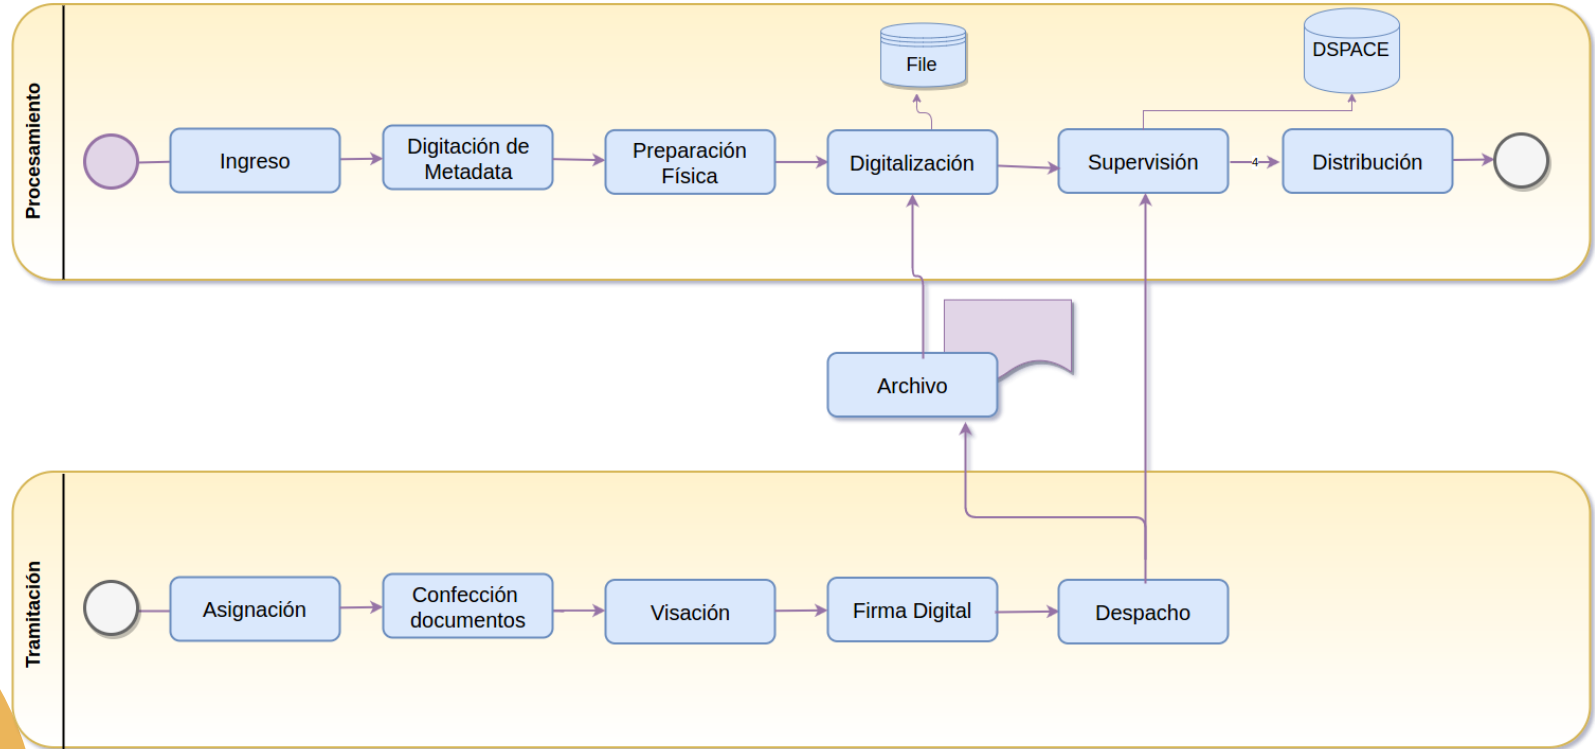 Procesamiento
File
DSPACE
Ingreso
Digitación de
Metadata
Preparación
Física
Digitalización
Supervisión
4
Distribución
Archivo
Tramitación
Asignación
Confección
documentos
Visación
Firma Digital
Despacho